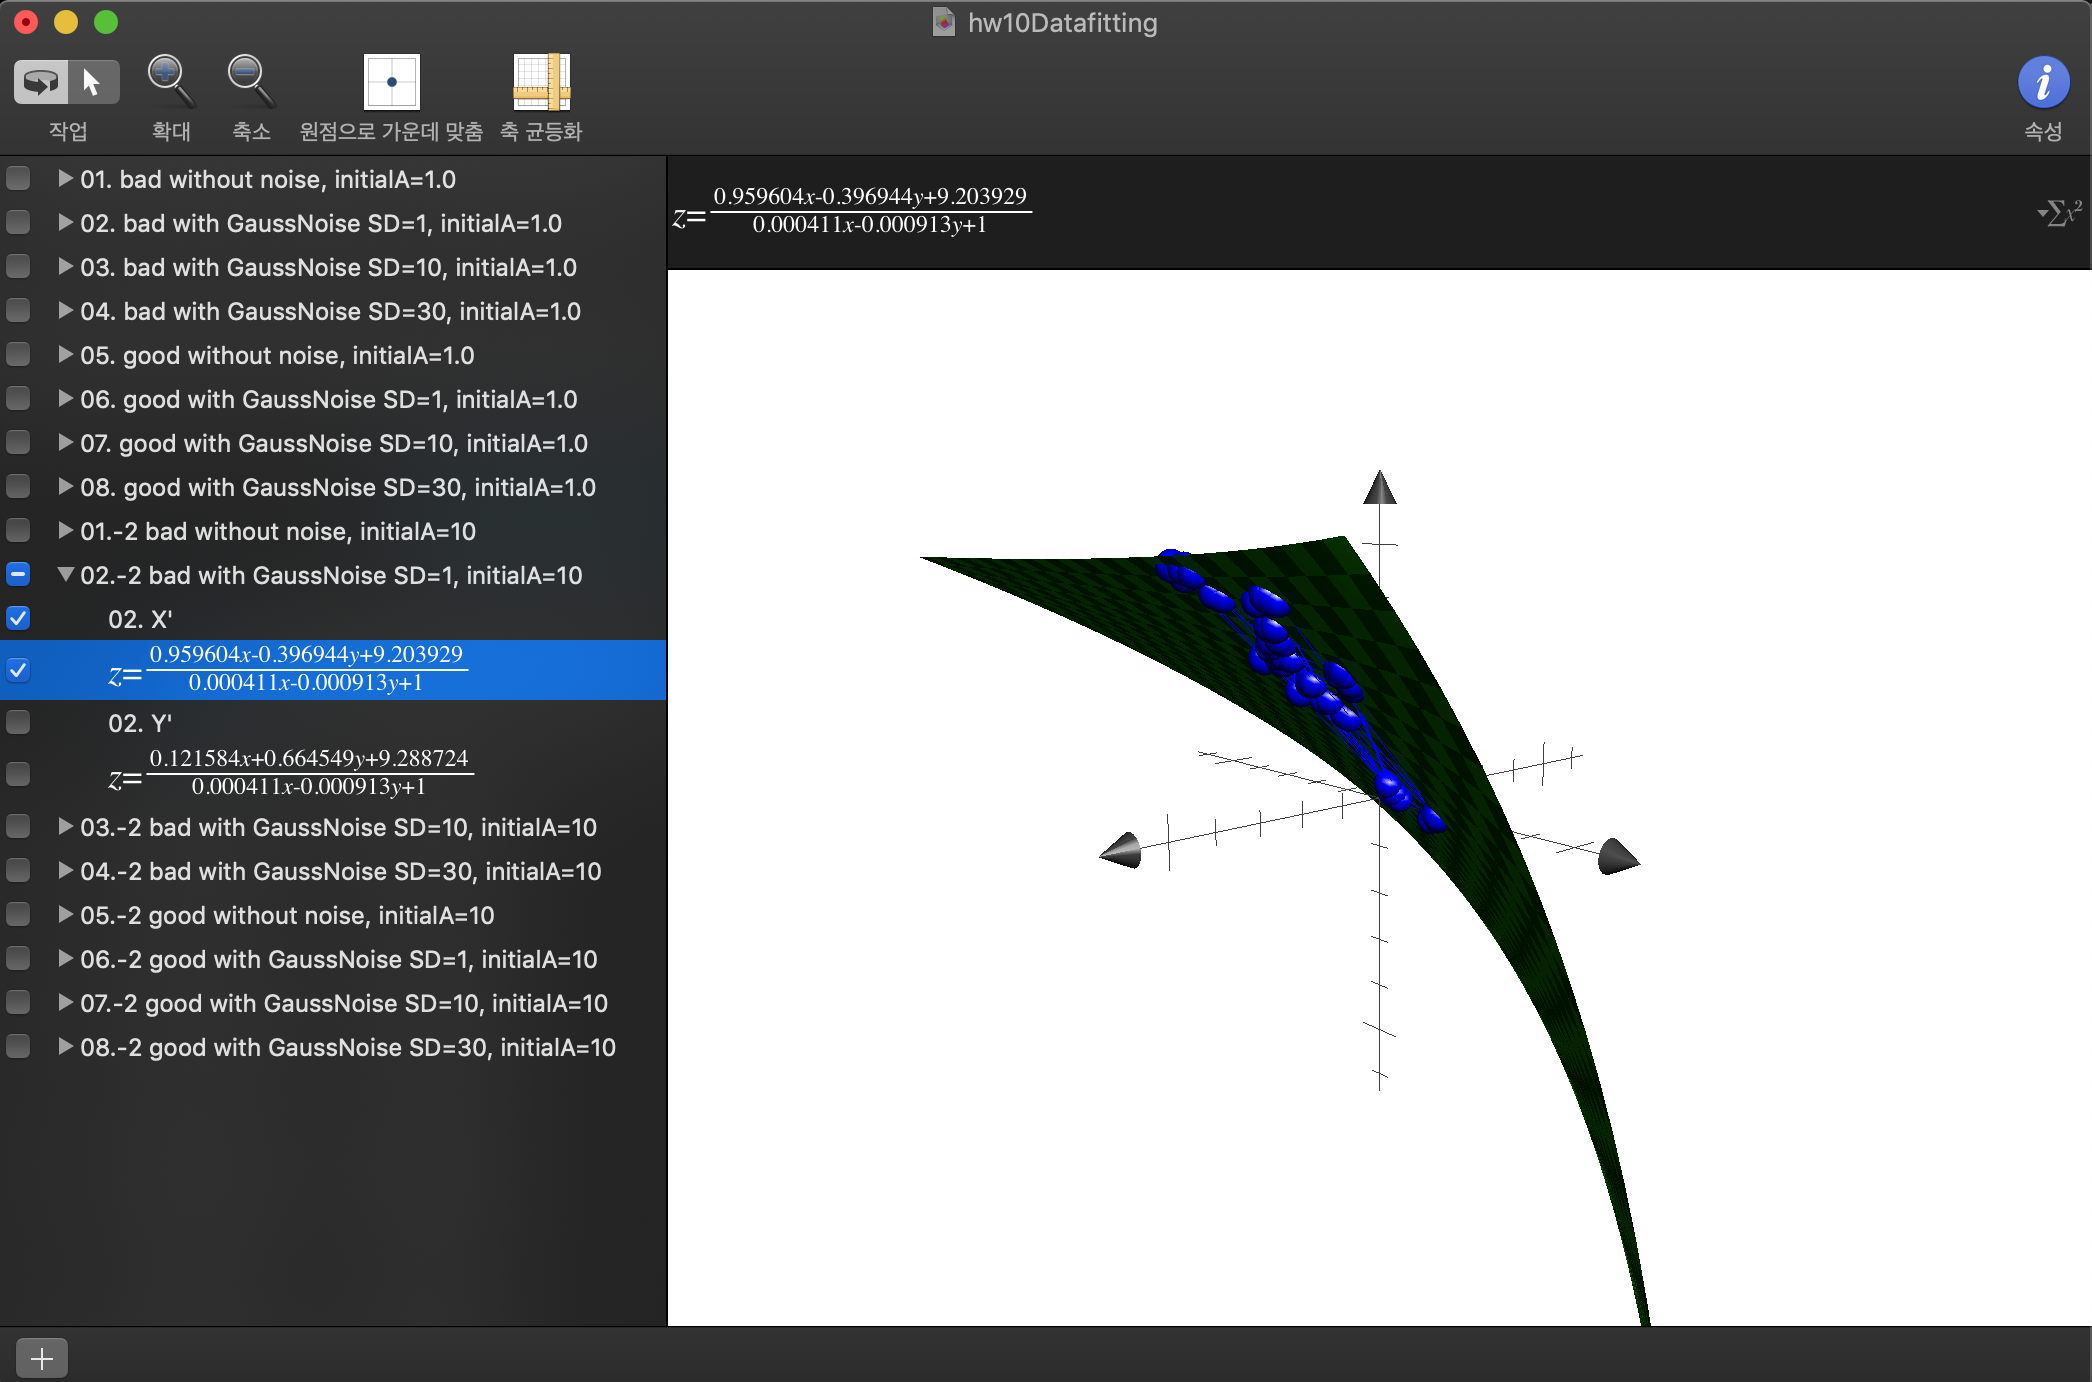 hw10Datafitting
작업
확대
축소
원점으로 가운데 맞춤
축 균등화
속성
01. bad without noise, initialA=1.0
02. bad with GaussNoise SD=1, initialA=1.0
03. bad with GaussNoise SD=10, initialA=1.0
04. bad with GaussNoise SD=30, initialA=1.0
05. good without noise, initialA=1.0
06. good with GaussNoise SD=1, initialA=1.0
07. good with GaussNoise SD=10, initialA=1.0
08. good with GaussNoise SD=30, initialA=1.0
01.-2 bad without noise, initialA=10
02.-2 bad with GaussNoise SD=1, initialA=10
02. X'
0.959604x-0.396944y+9.203929
z=
0.000411x-0.000913y+1
02. Y'
0.121584x+0.664549y+9.288724
z=
0.000411x-0.000913y+1
03.-2 bad with GaussNoise SD=10, initialA=10
04.-2 bad with GaussNoise SD=30, initialA=10
05.-2 good without noise, initialA=10
06.-2 good with GaussNoise SD=1, initialA=10
07.-2 good with GaussNoise SD=10, initialA=10
08.-2 good with GaussNoise SD=30, initialA=10
0.959604x-0.396944y+9.203929
z=
0.000411x-0.000913y+1
∑x²